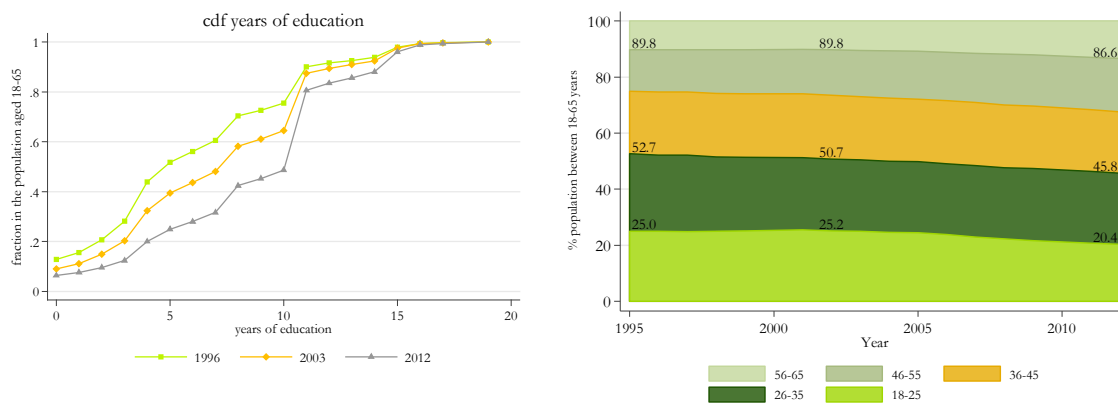 cdf years of education
fraction in the population aged 18-65
1
.8
.6
.4
.2
0
0 5 10 15 20
years of education
1996 2003 2012
% population between 18-65 years
100
80
60
40
20
0
89.8 89.8 86.6
52.7 50.7 45.8
25.0 25.2 20.4
1995 2000 2005 2010
Year
56-65 46-55 36-45
26-35 18-25